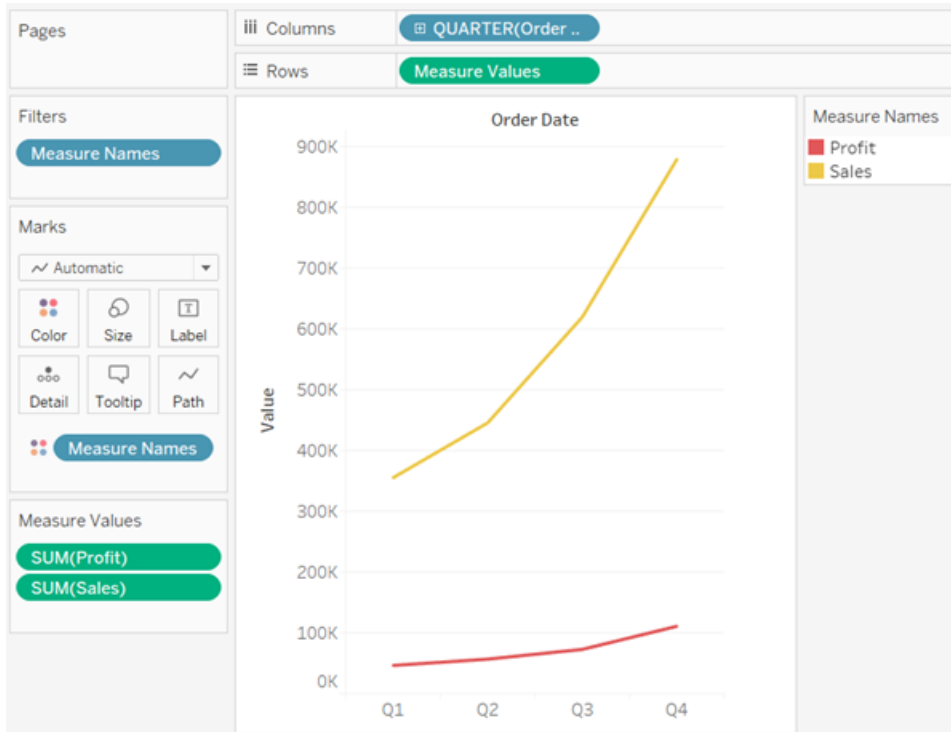 Pages
Columns
QUARTER(Order ..
Rows
Measure Values
Filters
Measure Names
Marks
Automatic
Color
Size
Label
Detail
Tooltip
Path
Measure Names
Measure Values
SUM(Profit)
SUM(Sales)
Order Date
Value
900K
800K
700K
600K
500K
400K
300K
200K
100K
0K
Q1
Q2
Q3
Q4
Measure Names
Profit
Sales